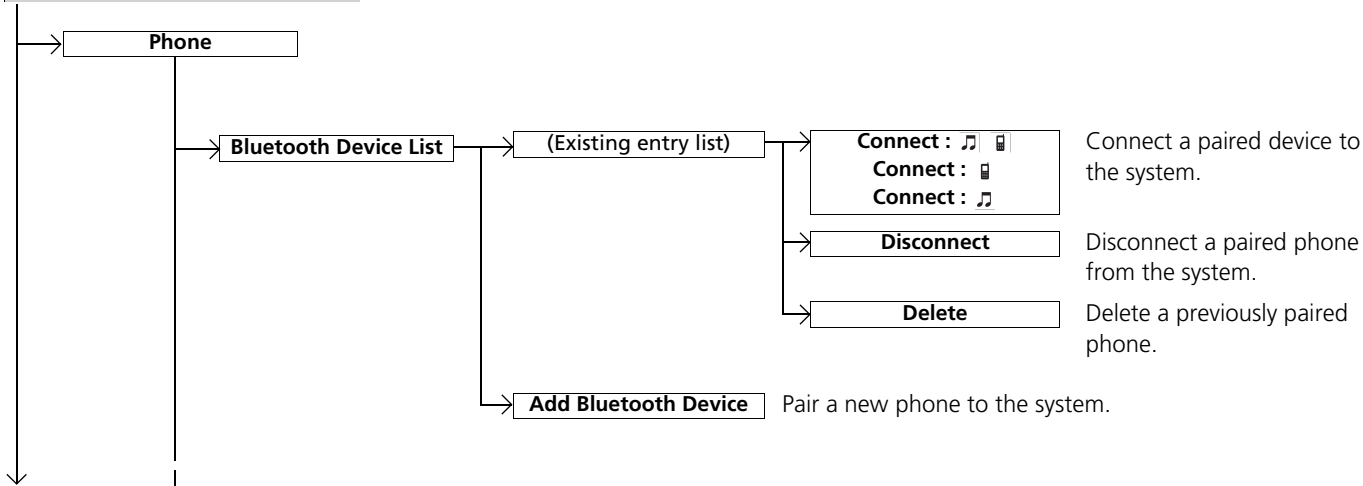 Phone
Bluetooth Device List
(Existing entry list)
Connect :
Connect :
Connect :
Connect a paired device to
the system.
Disconnect
Disconnect a paired phone
from the system.
Delete
Delete a previously paired
phone.
Add Bluetooth Device
Pair a new phone to the system.